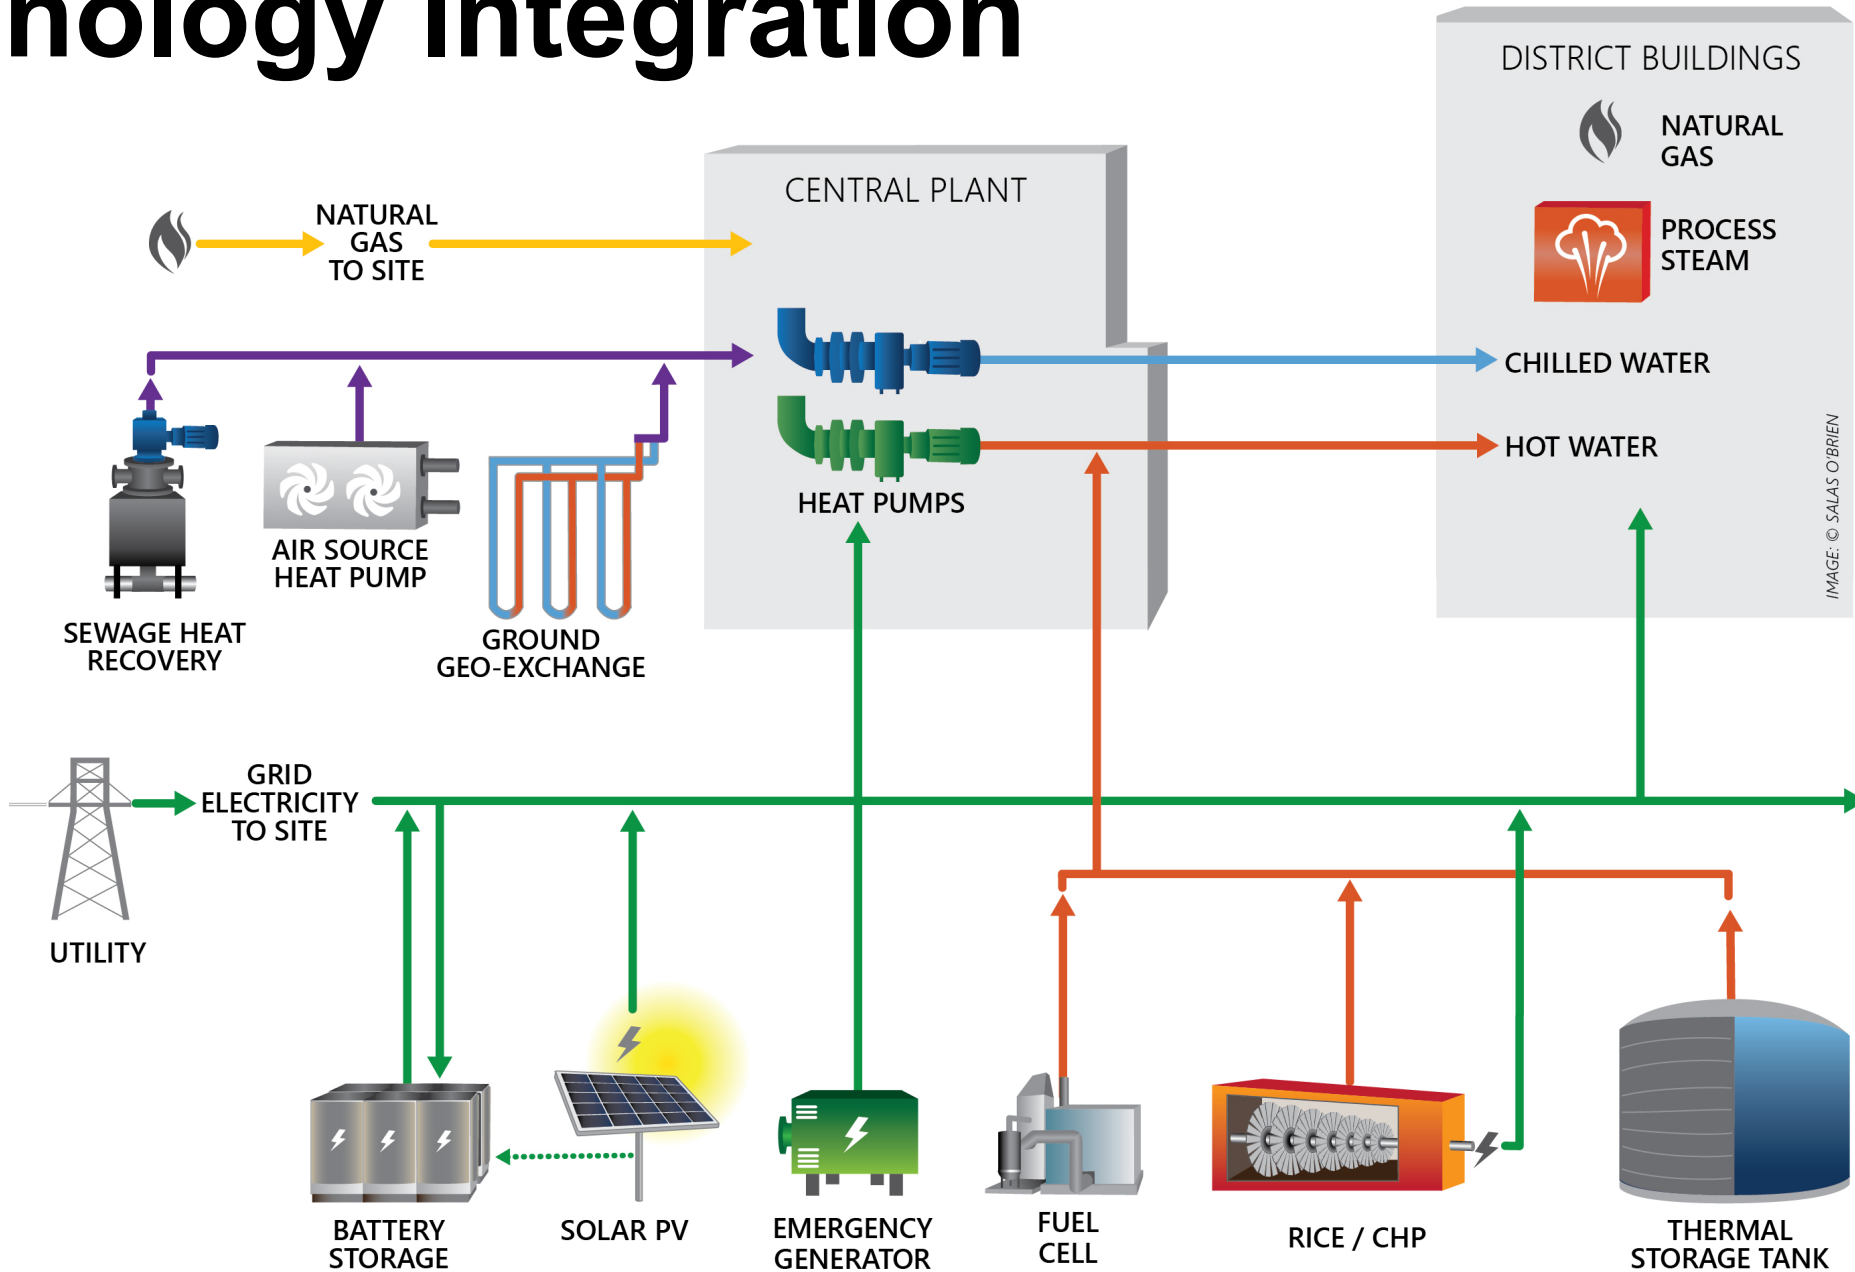 nology Integration
DISTRICT BUILDINGS
NATURAL
GAS
PROCESS
STEAM
CENTRAL PLANT
NATURAL
GAS
TO SITE
CHILLED WATER
HOT WATER
HEAT PUMPS
AIR SOURCE
HEAT PUMP
SEWAGE HEAT
RECOVERY
GROUND
GEO-EXCHANGE
IMAGE: © SALAS O'BRIEN
GRID
ELECTRICITY
TO SITE
UTILITY
BATTERY
STORAGE
SOLAR PV
EMERGENCY
GENERATOR
FUEL
CELL
RICE / CHP
THERMAL
STORAGE TANK